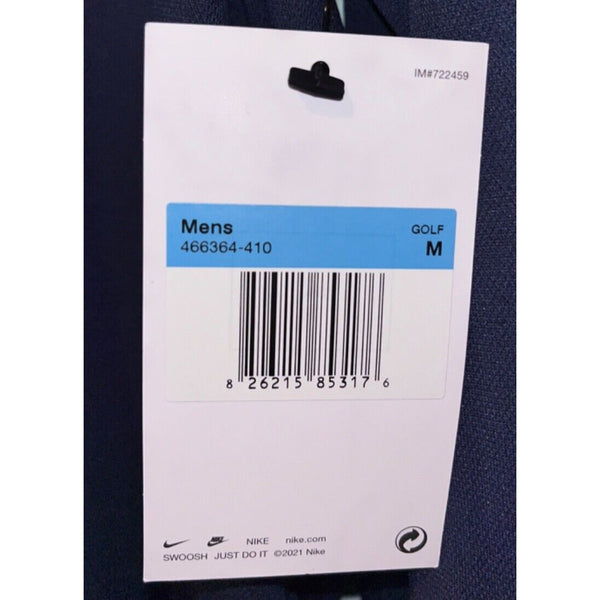 IM#722459
Mens GOLF
466364-410 M
8 26215 85317 6
NIKE nike.com
SWOOSH JUST DO IT ©2021 Nike